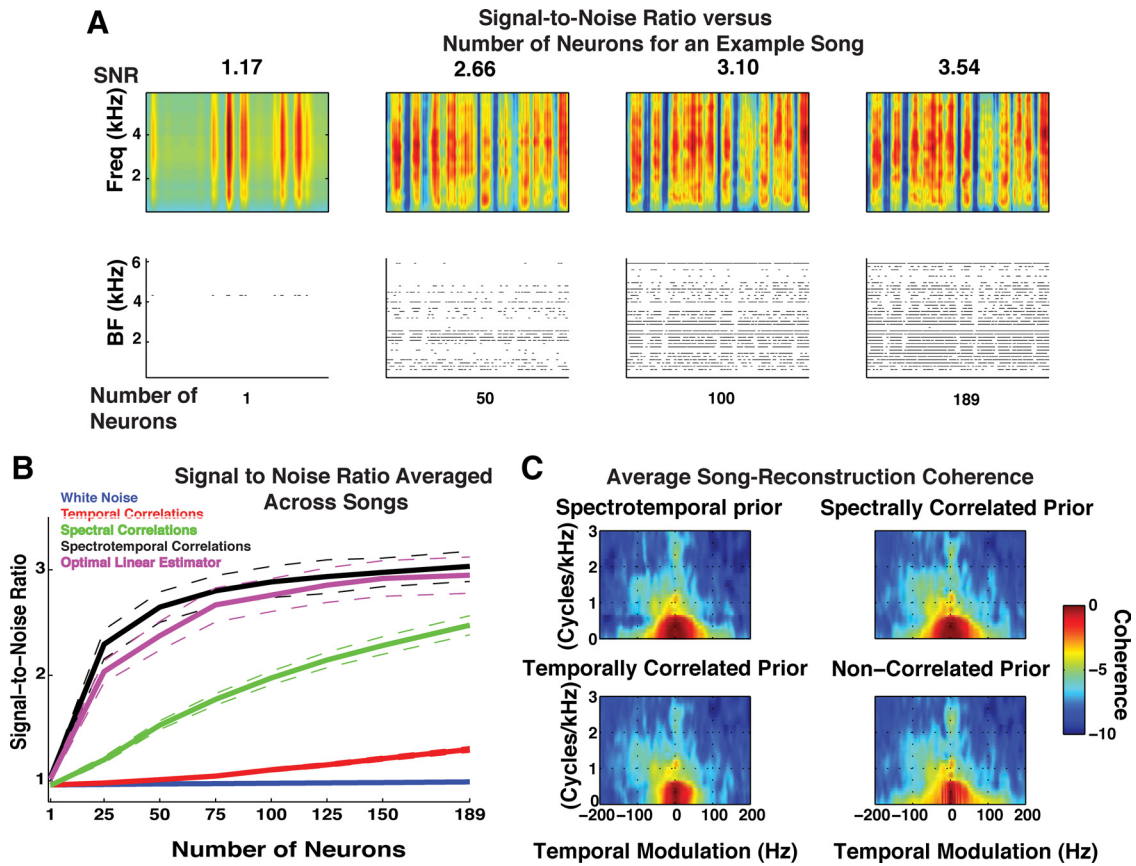 A
Signal-to-Noise Ratio versus
Number of Neurons for an Example Song
SNR 1.17 2.66 3.10 3.54
Freq (kHz)
4
2
BF (kHz)
6
4
2
Number of
Neurons
1 50 100 189
B
Signal to Noise Ratio Averaged
Across Songs
White Noise
Temporal Correlations
Spectral Correlations
Spectrotemporal Correlations
Optimal Linear Estimator
Signal-to-Noise Ratio
3
2
1
1 25 50 75 100 125 150 189
Number of Neurons
C
Average Song-Reconstruction Coherence
Spectrotemporal prior
Spectrally Correlated Prior
(Cycles/kHz)
3
2
1
0
Temporally Correlated Prior
Non-Correlated Prior
(Cycles/kHz)
3
2
1
0
-200 -100 0 100 200
-200 -100 0 100 200
Temporal Modulation (Hz)
Temporal Modulation (Hz)
0
-5
-10
Coherence